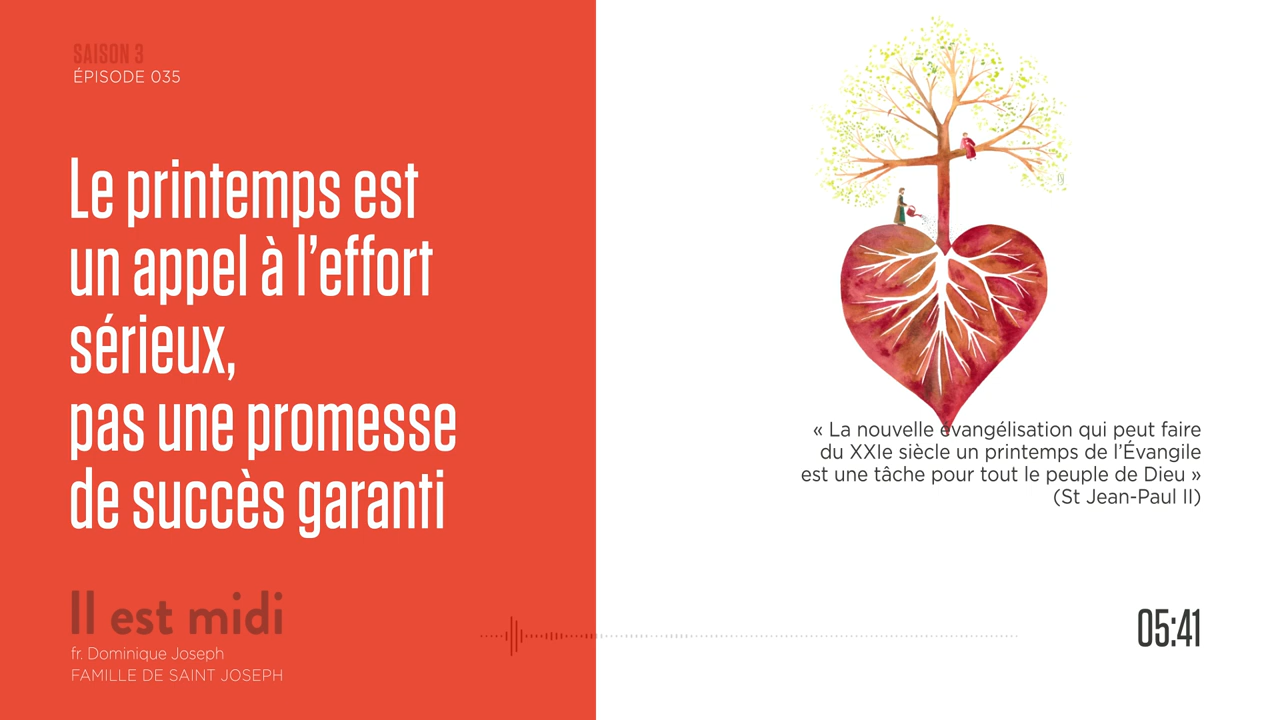 SAISON 3
ÉPISODE 035
Le printemps est
un appel à l’effort
sérieux,
pas une promesse
de succès garanti
Il est midi
fr. Dominique Joseph
FAMILLE DE SAINT JOSEPH
« La nouvelle évangélisation qui peut faire
du XXIe siècle un printemps de l’Évangile
est une tâche pour tout le peuple de Dieu »
(St Jean-Paul II)
05:41